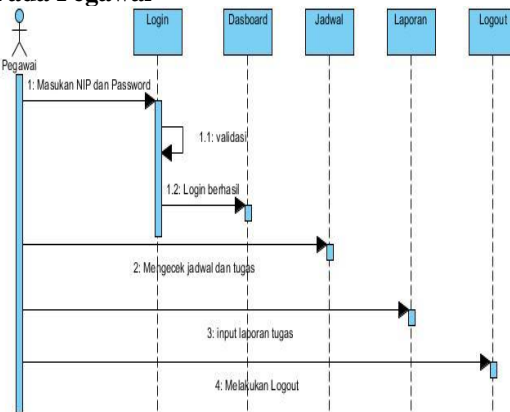 Pada Pegawai
Login
Dasboard
Jadwal
Laporan
Logout
Pegawai
1: Masukan NIP dan Password
1.1: validasi
1.2: Login berhasil
2: Mengecek jadwal dan tugas
3: input laporan tugas
4: Melakukan Logout